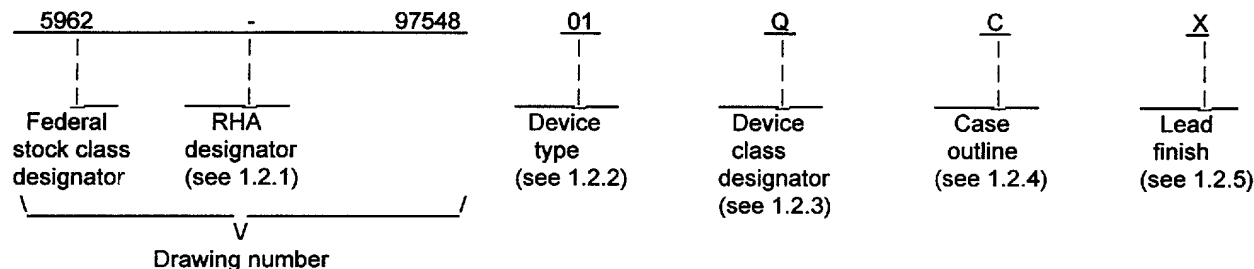 5962 - 97548 01 Q C X
Federal stock class designator
RHA designator (see 1.2.1)
Device type (see 1.2.2)
Device class designator (see 1.2.3)
Case outline (see 1.2.4)
Lead finish (see 1.2.5)
\ / V
Drawing number